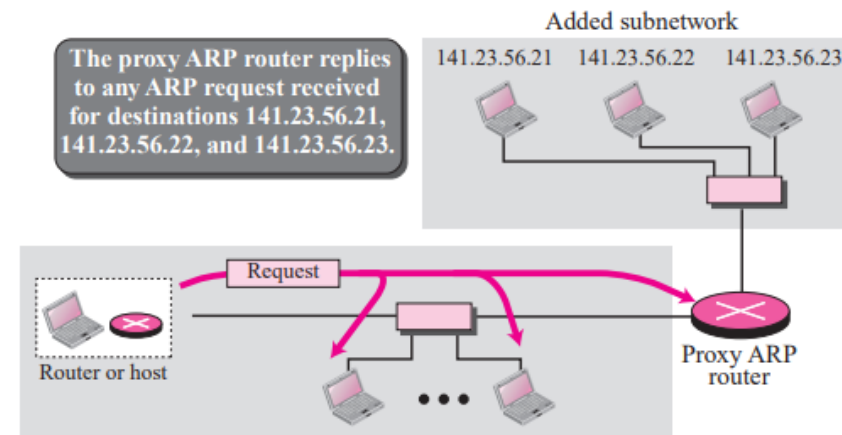 Added subnetwork
The proxy ARP router replies
to any ARP request received
for destinations 141.23.56.21,
141.23.56.22, and 141.23.56.23.
141.23.56.21 141.23.56.22 141.23.56.23
Request
Router or host
Proxy ARP
router